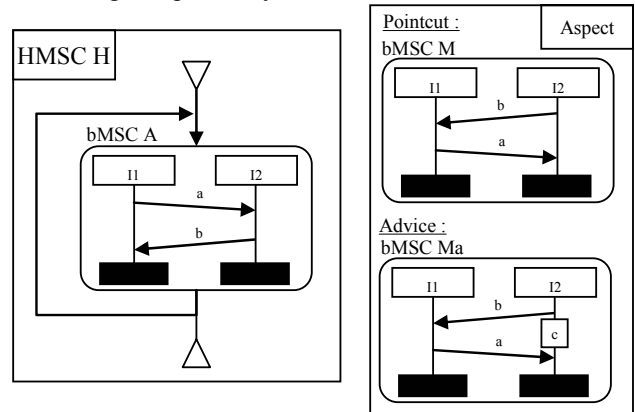 HMSC H
bMSC A
I1
I2
a
b
Pointcut :
Aspect
bMSC M
I1
I2
b
a
Advice :
bMSC Ma
I1
I2
b
c
a